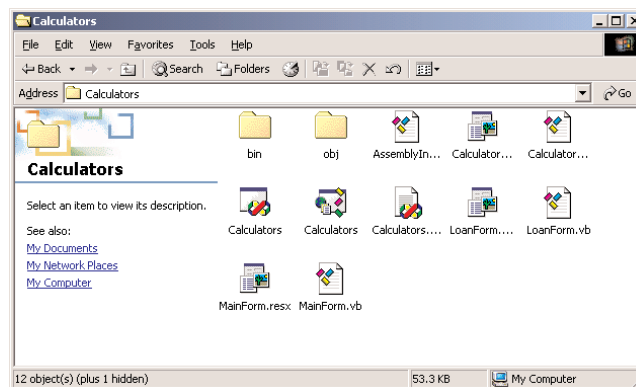 Calculators
File Edit View Favorites Tools Help
Back Search Folders
Address Calculators Go
bin obj AssemblyIn... Calculator... Calculator...
Calculators
Select an item to view its description.
See also:
My Documents
My Network Places
My Computer
Calculators Calculators Calculators.... LoanForm.... LoanForm.vb
MainForm.resx MainForm.vb
12 object(s) (plus 1 hidden) 53.3 KB My Computer